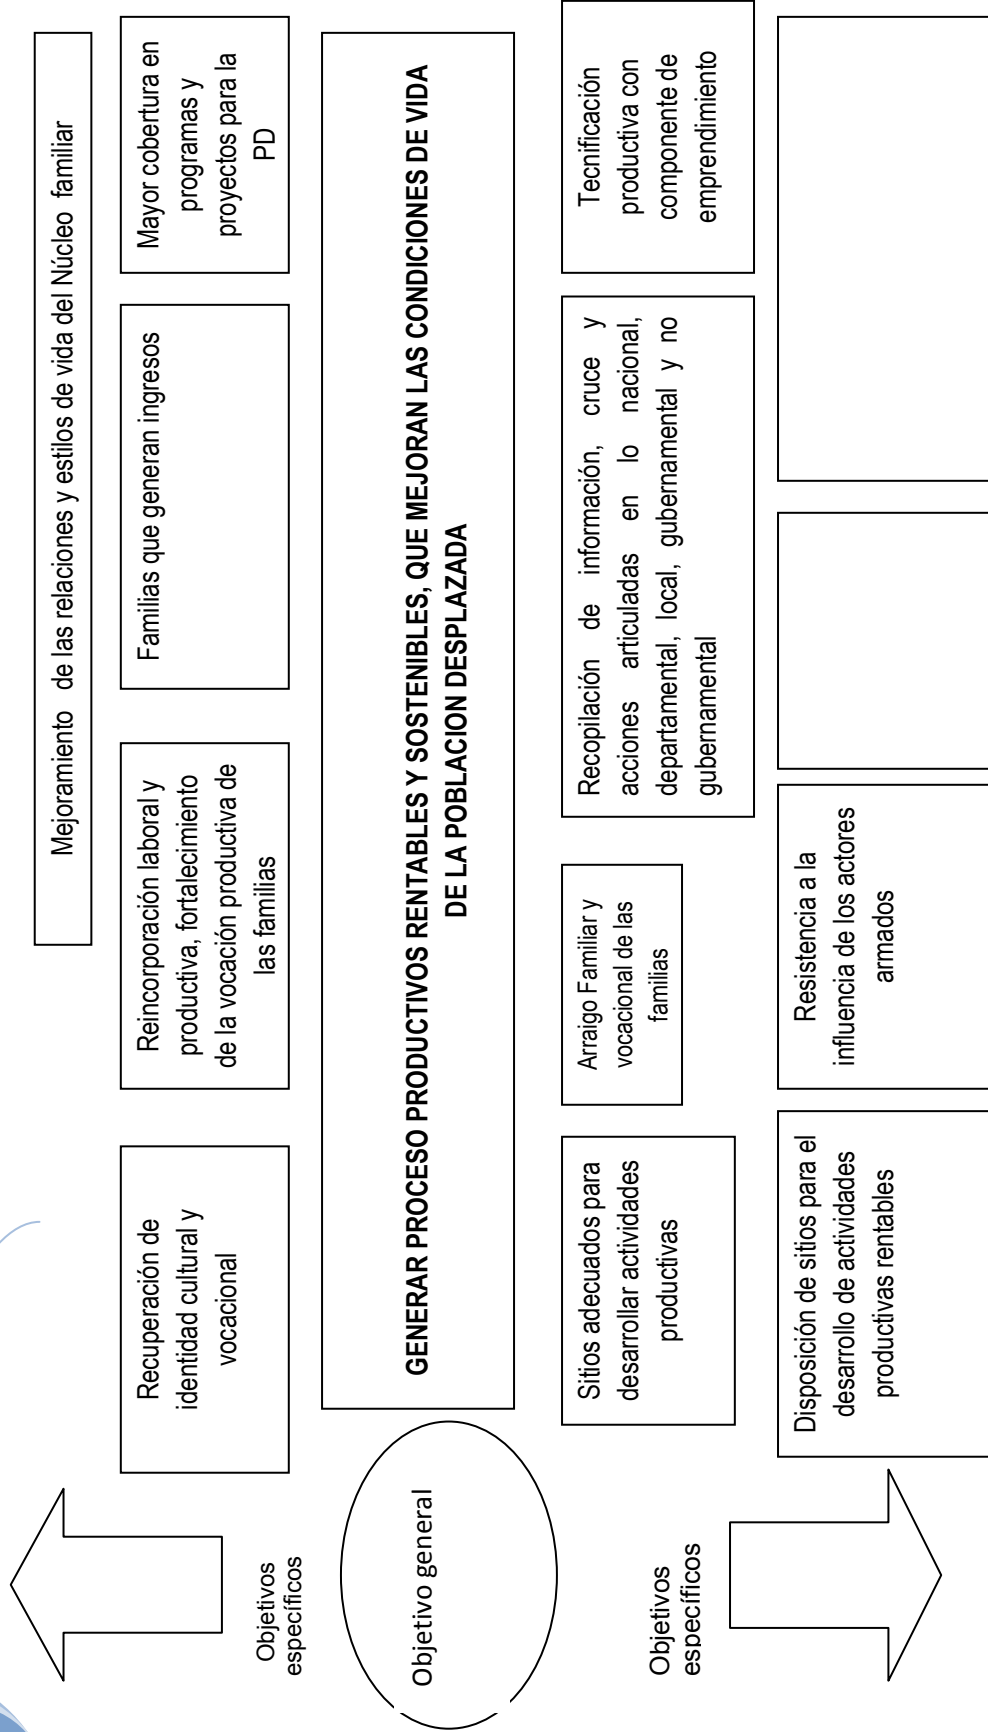 Mejoramiento de las relaciones y estilos de vida del Núcleo familiar
Recuperación de
identidad cultural y
vocacional
Reincorporación laboral y
productiva, fortalecimiento
de la vocación productiva de
las familias
Familias que generan ingresos
Mayor cobertura en
programas y
proyectos para la
PD
Objetivos
específicos
Objetivo general
GENERAR PROCESO PRODUCTIVOS RENTABLES Y SOSTENIBLES, QUE MEJORAN LAS CONDICIONES DE VIDA
DE LA POBLACION DESPLAZADA
Objetivos
específicos
Sitios adecuados para
desarrollar actividades
productivas
Arraigo Familiar y
vocacional de las
familias
Recopilación de información, cruce y
acciones articuladas en lo nacional,
departamental, local, gubernamental y no
gubernamental
Tecnificación
productiva con
componente de
emprendimiento
Disposición de sitios para el
desarrollo de actividades
productivas rentables
Resistencia a la
influencia de los actores
armados